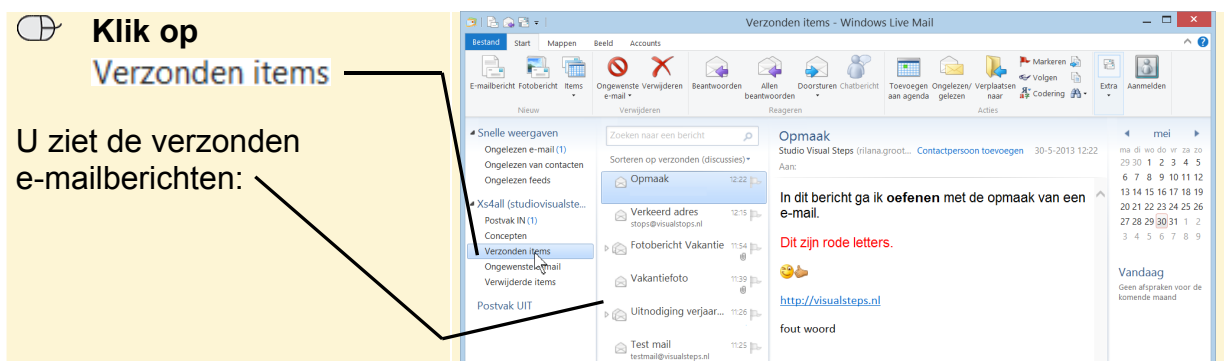 Klik op
Verzonden items
U ziet de verzonden
e-mailberichten:
Verzonden items - Windows Live Mail
Bestand Start Mappen Beeld Accounts
E-mailbericht Fotobericht Items
Nieuw
Ongewenste e-mail Verwijderen
Verwijderen
Beantwoorden Allen beantwoorden Doorsturen Chatbericht
Reageren
Toevoegen aan agenda Ongelezen/ gelezen Verplaatsen naar
Markeren
Volgen
Codering
Acties
Extra Aanmelden
Snelle weergaven
Ongelezen e-mail (1)
Ongelezen van contacten
Ongelezen feeds
Xs4all (studiovisualste...
Postvak IN (1)
Concepten
Verzonden items
Ongewenste e-mail
Verwijderde items
Postvak UIT
Zoeken naar een bericht
Sorteren op verzonden (discussies)
Opmaak 12:22
Verkeerd adres 12:15
stops@visualstops.nl
Fotobericht Vakantie 11:54
Vakantiefoto 11:39
Uitnodiging verjaar... 11:26
Test mail 11:25
testmail@visualsteps.nl
Opmaak
Studio Visual Steps (rilana.groot... Contactpersoon toevoegen 30-5-2013 12:22
Aan:
In dit bericht ga ik oefenen met de opmaak van een
e-mail.
Dit zijn rode letters.
http://visualsteps.nl
fout woord
mei
ma di wo do vr za zo
29 30 1 2 3 4 5
6 7 8 9 10 11 12
13 14 15 16 17 18 19
20 21 22 23 24 25 26
27 28 29 30 31 1 2
3 4 5 6 7 8 9
Vandaag
Geen afspraken voor de
komende maand